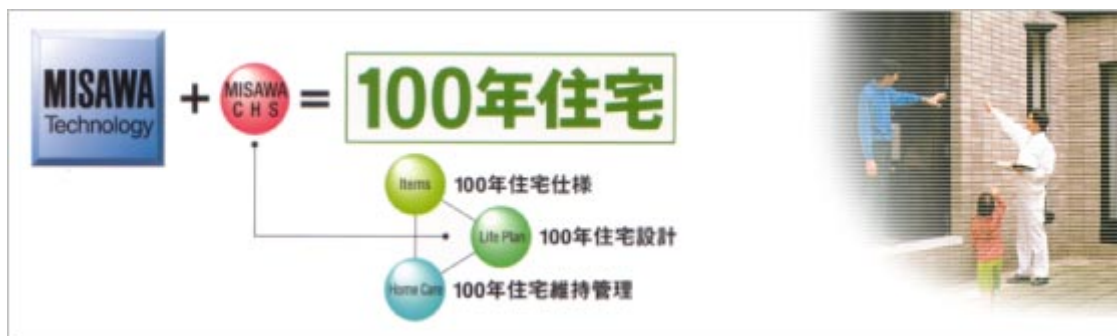 MISAWA
Technology
+
MISAWA
CHS
=
100年住宅
Items
100年住宅仕様
Life Plan
100年住宅設計
Home Care
100年住宅維持管理